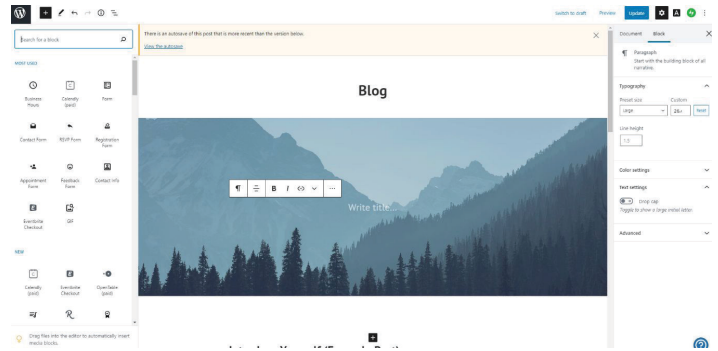 Switch to draft Preview Update
Search for a block
There is an autosave of this post that is more recent than the version below.
View the autosave
Document Block
Paragraph
Start with the building block of all
narrative.
MOST USED
Business
Hours
Calendly
(paid)
Form
Contact Form
RSVP Form
Registration
Form
Appointment
Form
Feedback
Form
Contact Info
Eventbrite
Checkout
GIF
NEW
Calendly
(paid)
Eventbrite
Checkout
OpenTable
(paid)
Drag files into the editor to automatically insert
media blocks.
Blog
B I
Write title...
Typography
Preset size Custom
Large 26 Reset
Line height
1.8
Color settings
Text settings
Drop cap
Toggle to show a large initial letter.
Advanced